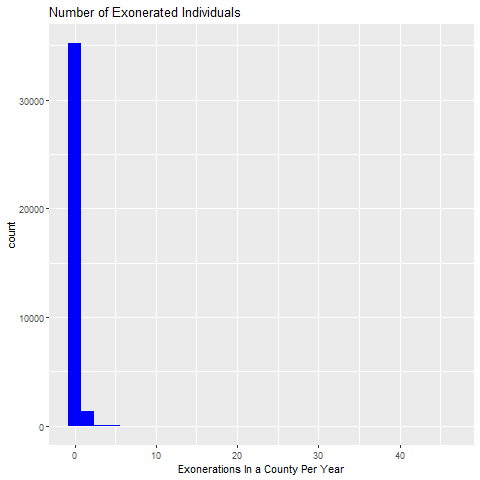 Number of Exonerated Individuals
30000
20000
10000
0
count
0 10 20 30 40
Exonerations In a County Per Year